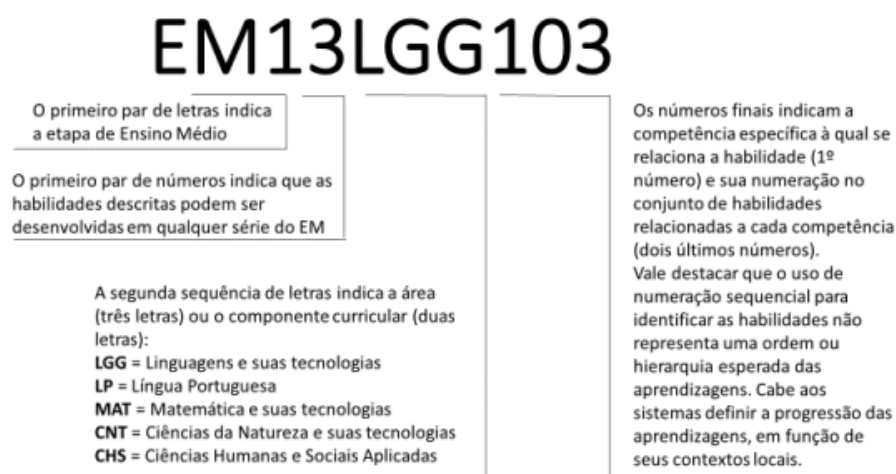 EM13LGG103
O primeiro par de letras indica
a etapa de Ensino Médio
O primeiro par de números indica que as
habilidades descritas podem ser
desenvolvidas em qualquer série do EM
A segunda sequência de letras indica a área
(três letras) ou o componente curricular (duas
letras):
LGG = Linguagens e suas tecnologias
LP = Língua Portuguesa
MAT = Matemática e suas tecnologias
CNT = Ciências da Natureza e suas tecnologias
CHS = Ciências Humanas e Sociais Aplicadas
Os números finais indicam a
competência específica à qual se
relaciona a habilidade (1º
número) e sua numeração no
conjunto de habilidades
relacionadas a cada competência
(dois últimos números).
Vale destacar que o uso de
numeração sequencial para
identificar as habilidades não
representa uma ordem ou
hierarquia esperada das
aprendizagens. Cabe aos
sistemas definir a progressão das
aprendizagens, em função de
seus contextos locais.